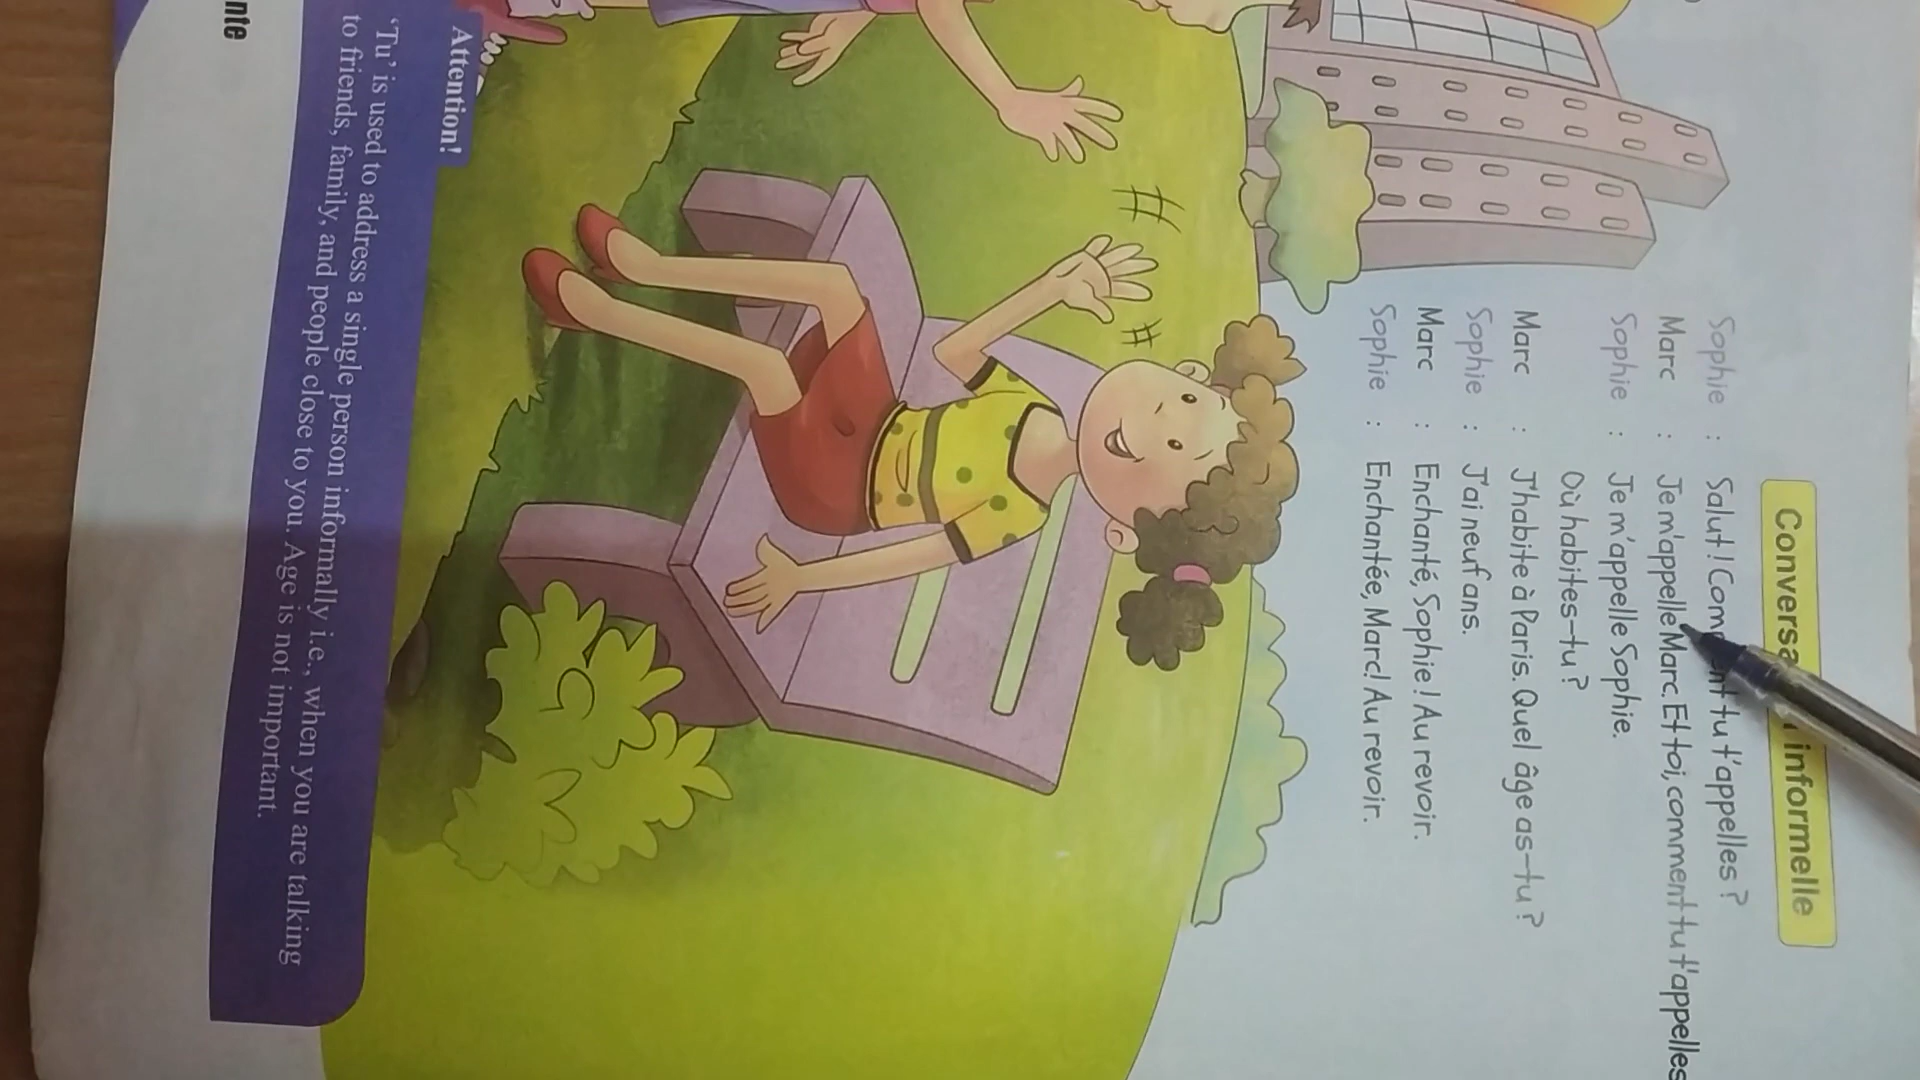 Conversa n informelle
Sophie : Salut! Comment tu t'appelles?
Marc : Je m'appelle Marc. Et toi, comment tu t'appelles
Sophie : Je m'appelle Sophie.
Où habites-tu?
Marc : J'habite à Paris. Quel âge as-tu?
Sophie : J'ai neuf ans.
Marc : Enchanté, Sophie! Au revoir.
Sophie : Enchantée, Marc! Au revoir.
Attention!
'Tu' is used to address a single person informally i.e., when you are talking
to friends, family, and people close to you. Age is not important.
nte